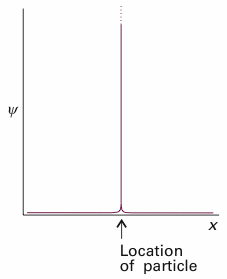 ψ
x
Location
of particle